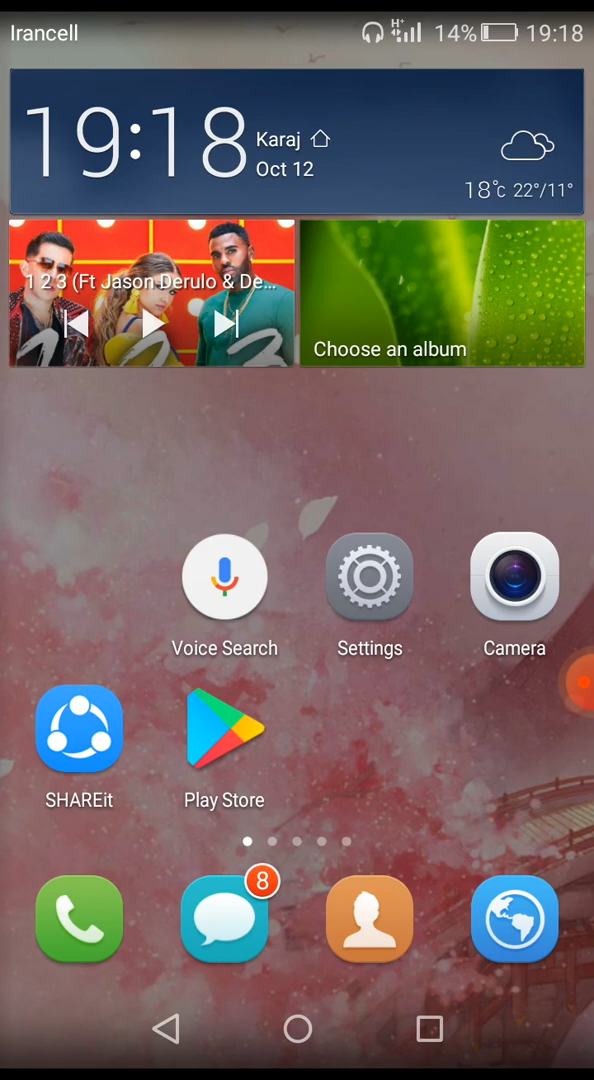 Irancell
H+ 14% 19:18
19:18
Karaj
Oct 12
18°c 22°/11°
1 2 3 (Ft Jason Derulo & De...
Choose an album
Voice Search
Settings
Camera
SHAREit
Play Store
8